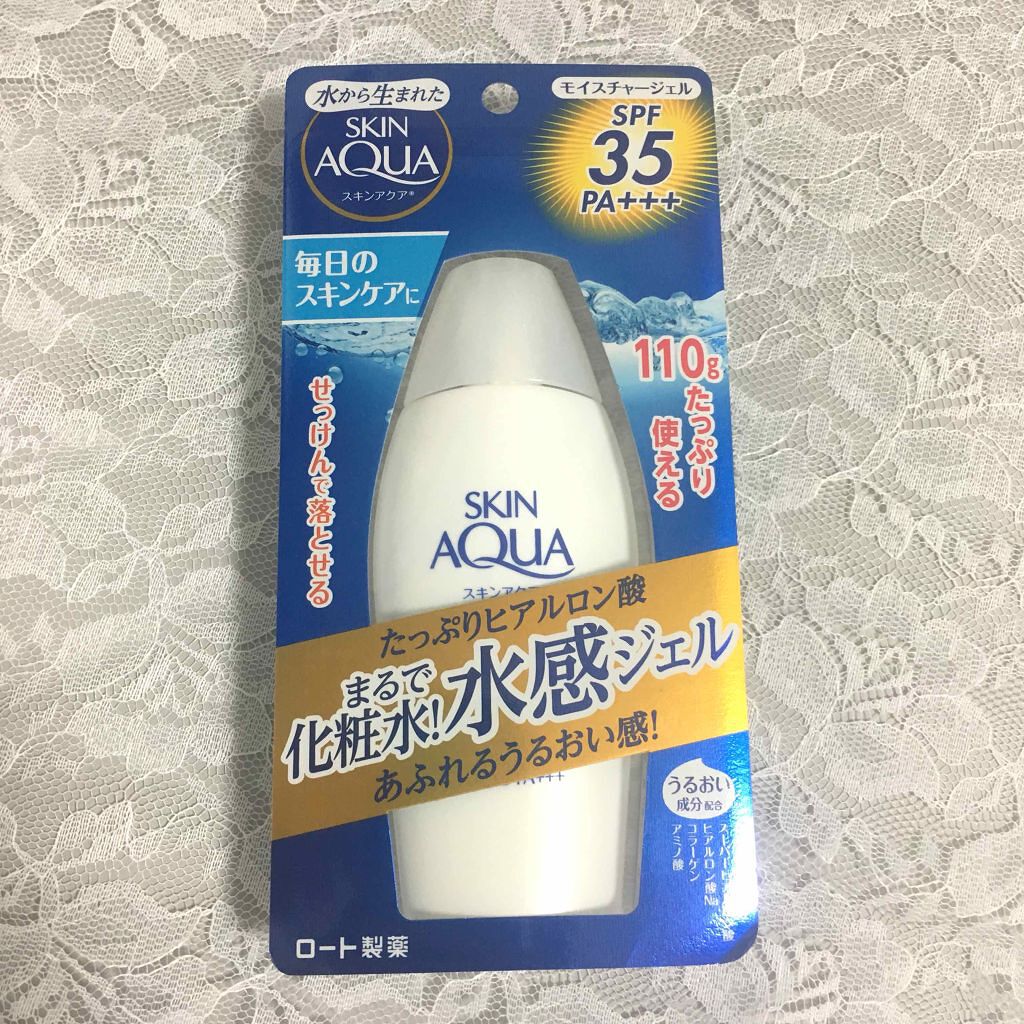 水から生まれた
SKIN
AQUA
スキンアクア®
モイスチャージェル
SPF
35
PA+++
毎日の
スキンケアに
せっけんで落とせる
110g
たっぷり
使える
SKIN
AQUA
たっぷりヒアルロン酸
まるで
化粧水!水感ジェル
あふれるうるおい感!
PA+++
うるおい
成分配合
ヒアルロン酸Na
コラーゲン
アミノ酸
ロート製薬